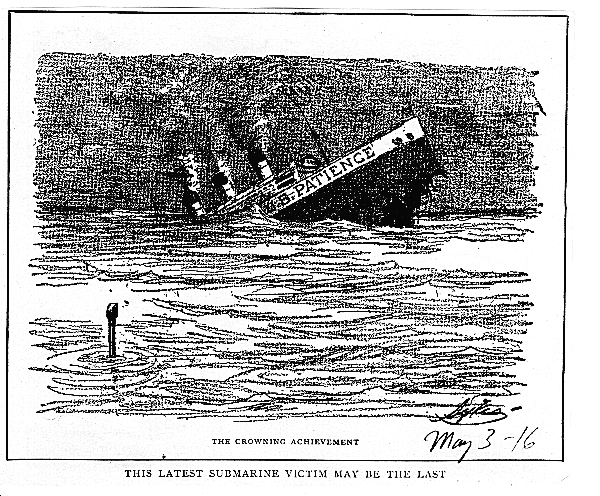 S.S. PATIENCE
THE CROWNING ACHIEVEMENT
May 3 - 16
THIS LATEST SUBMARINE VICTIM MAY BE THE LAST